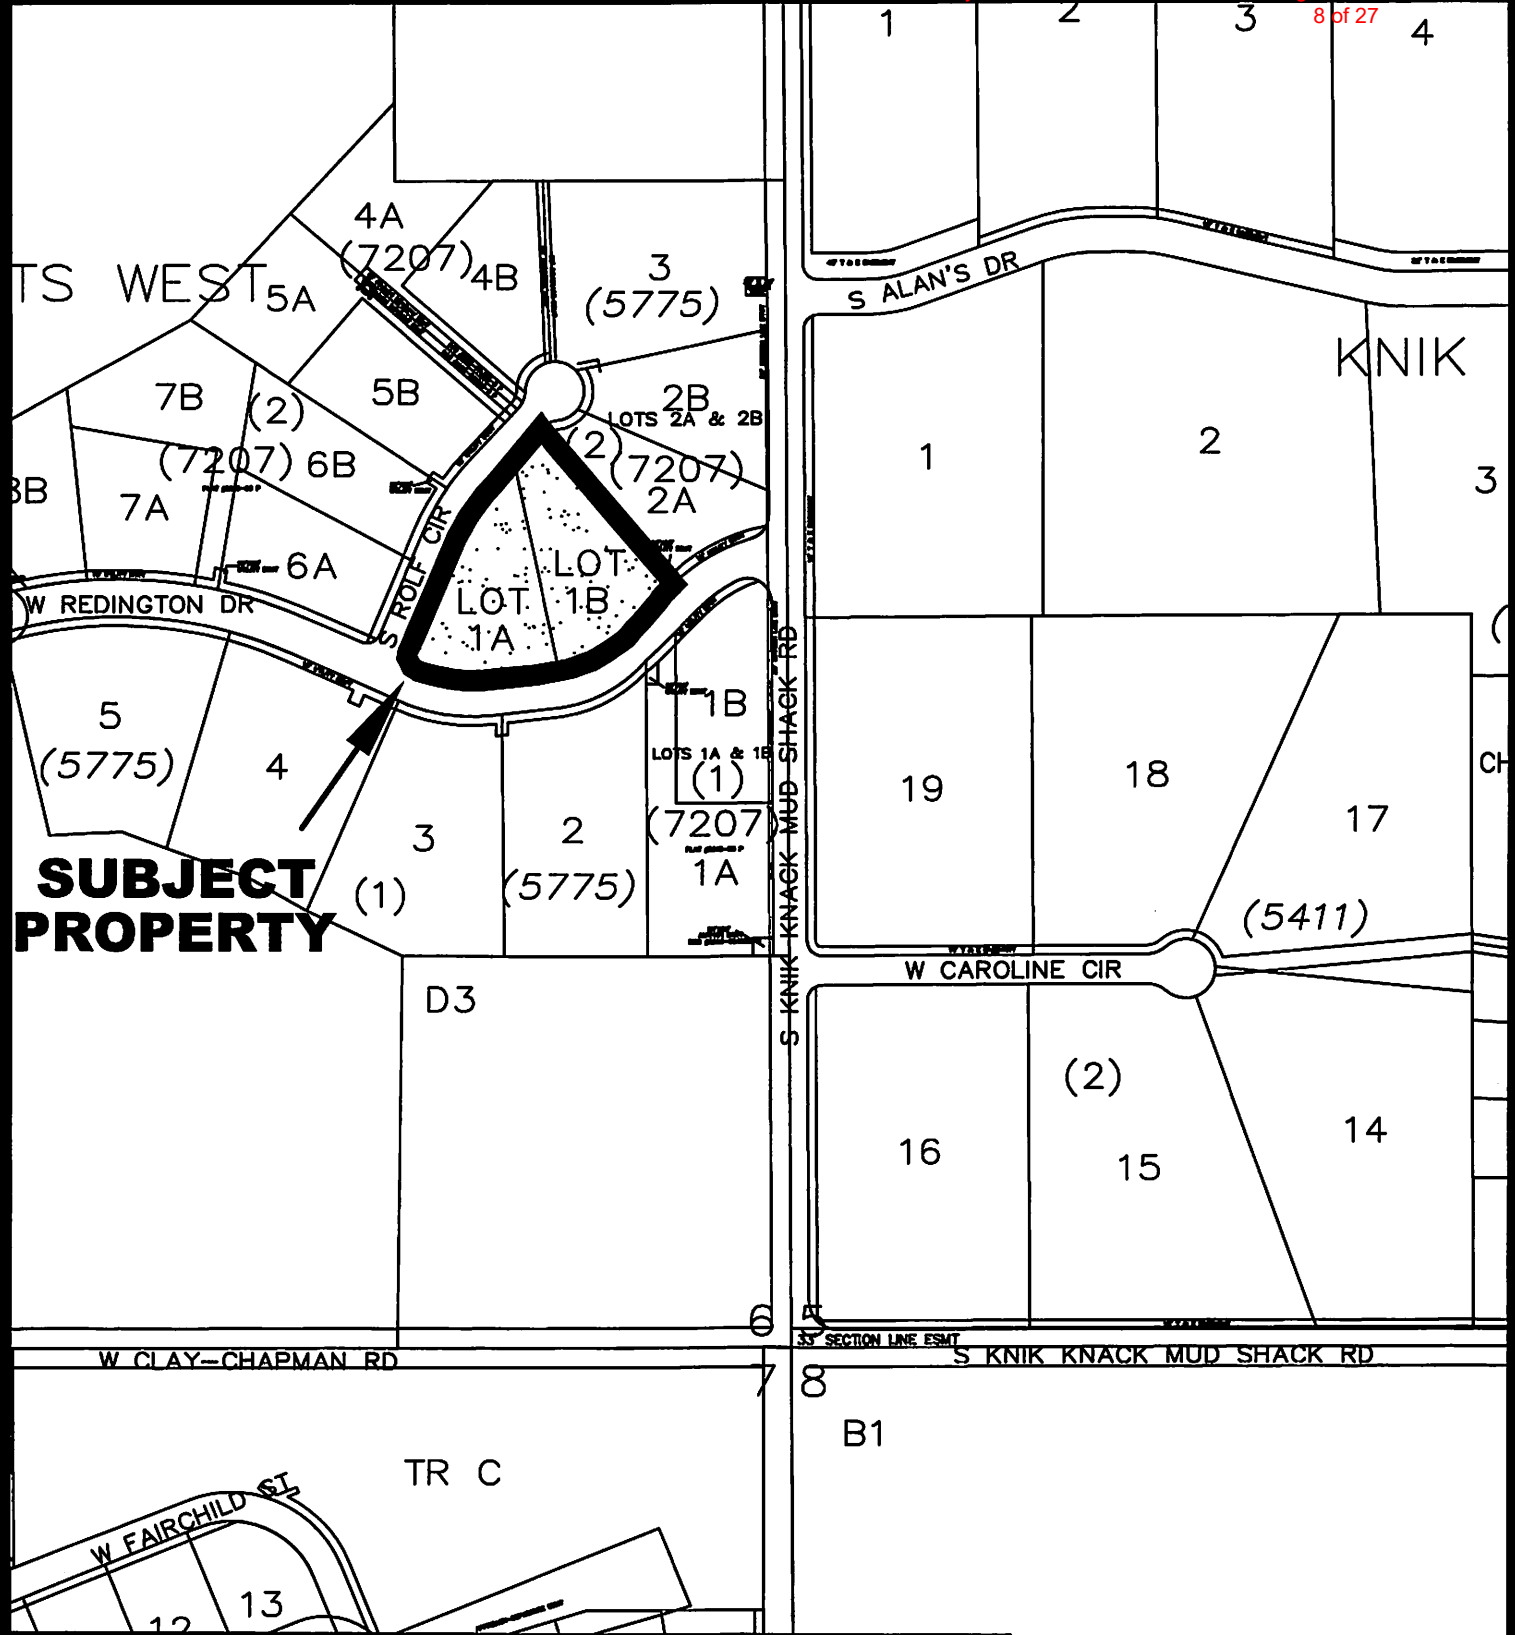 8 of 27
1
2
3
4
4A
(7207)
4B
3
(5775)
TS WEST
5A
S ALAN'S DR
KNIK
7B
(2)
5B
2B
LOTS 2A & 2B
(2)
(7207)
2A
(7207)
6B
8B
7A
6A
1
2
3
W REDINGTON DR
S ROLF CIR
LOT
1A
LOT
1B
5
(5775)
4
1B
LOTS 1A & 1B
(1)
(7207)
1A
3
(1)
2
(5775)
SUBJECT
PROPERTY
S KNIK KNACK MUD SHACK RD
19
18
17
CH
(5411)
W CAROLINE CIR
D3
(2)
16
15
14
6
5
33' SECTION LINE ESMT
W CLAY-CHAPMAN RD
S KNIK KNACK MUD SHACK RD
7
8
B1
TR C
W FAIRCHILD ST
12
13